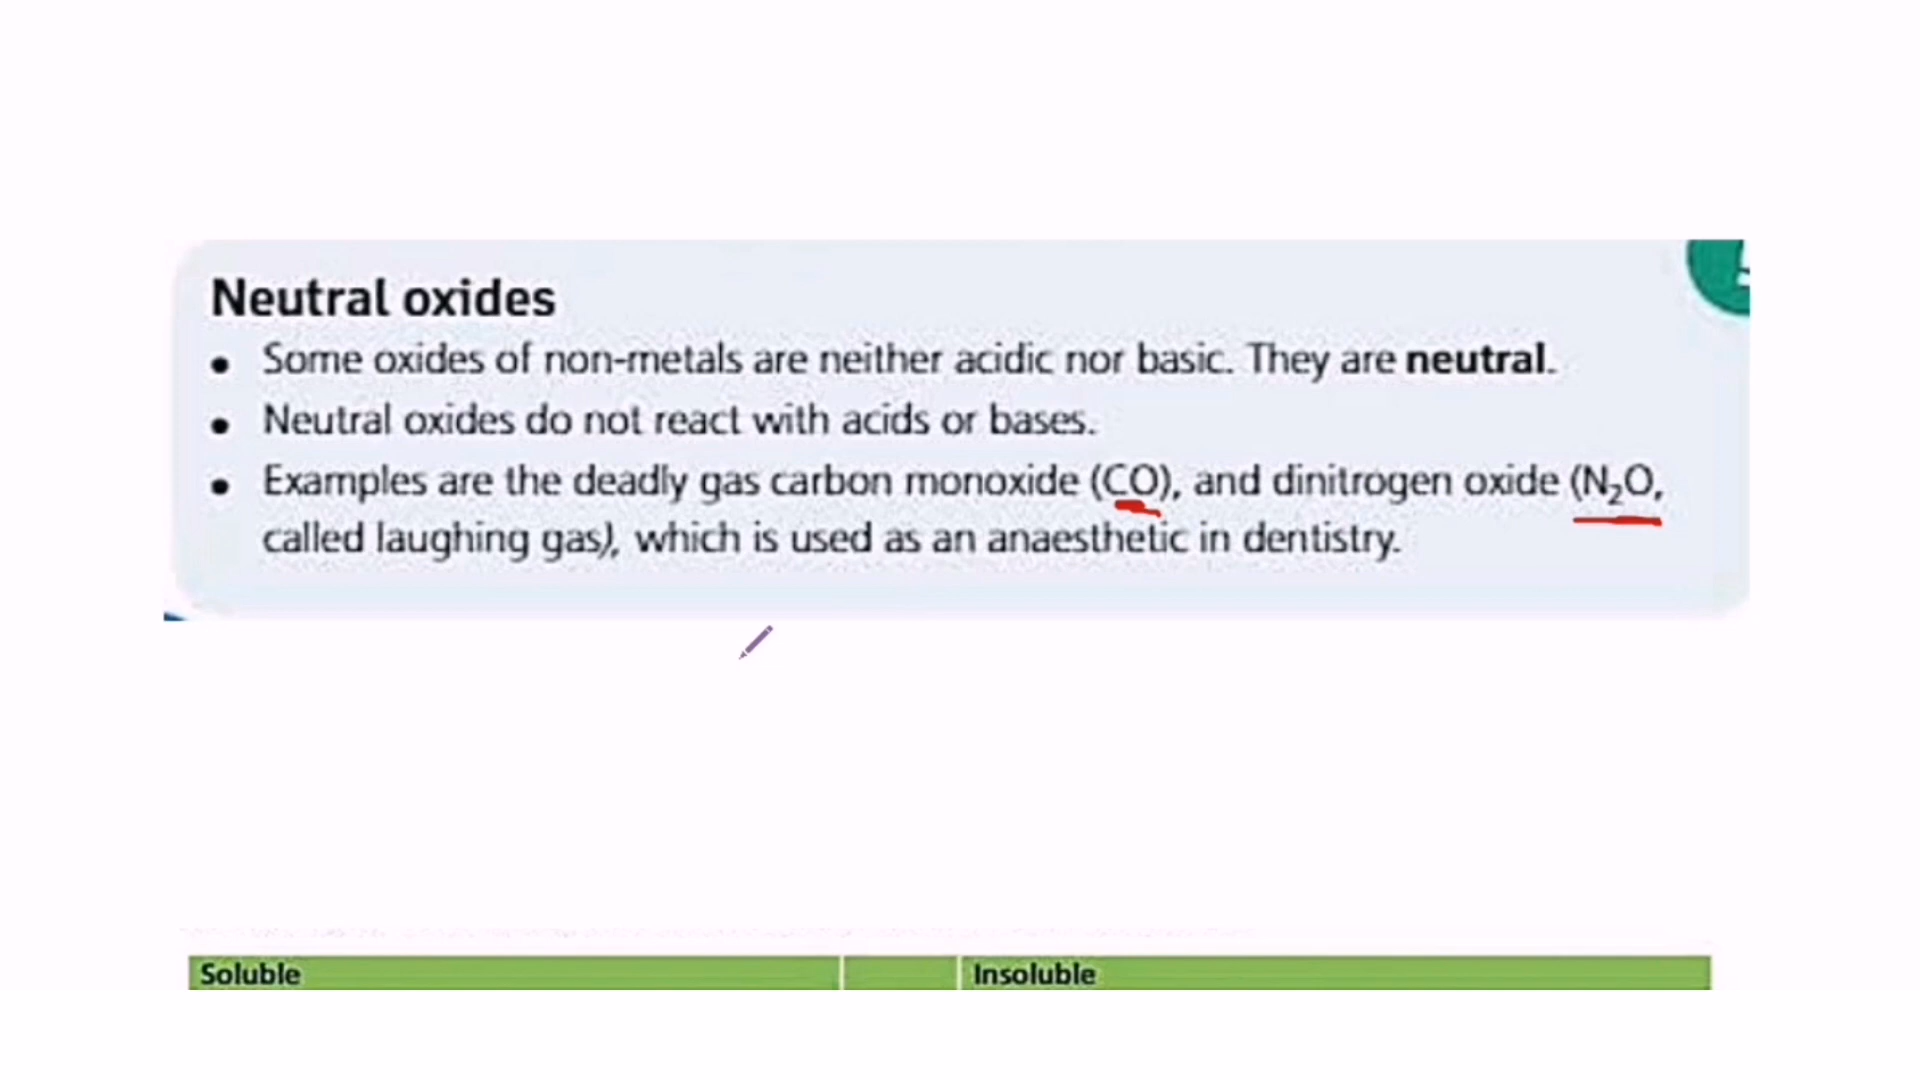 Neutral oxides
• Some oxides of non-metals are neither acidic nor basic. They are neutral.
• Neutral oxides do not react with acids or bases.
• Examples are the deadly gas carbon monoxide (CO), and dinitrogen oxide (N₂O,
called laughing gas), which is used as an anaesthetic in dentistry.
Soluble Insoluble